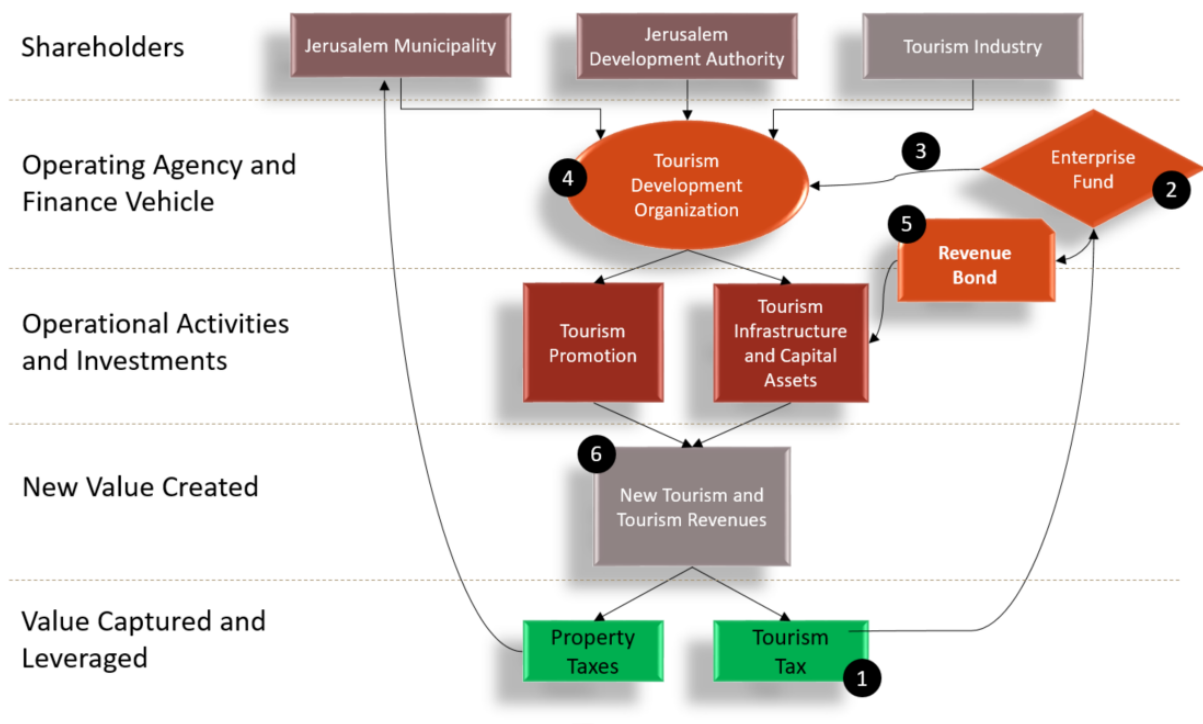 Shareholders
Jerusalem Municipality
Jerusalem
Development Authority
Tourism Industry
Operating Agency and
Finance Vehicle
4
Tourism
Development
Organization
3
Enterprise
Fund
2
5
Revenue
Bond
Operational Activities
and Investments
Tourism
Promotion
Tourism
Infrastructure
and Capital
Assets
New Value Created
6
New Tourism and
Tourism Revenues
Value Captured and
Leveraged
Property
Taxes
Tourism
Tax
1